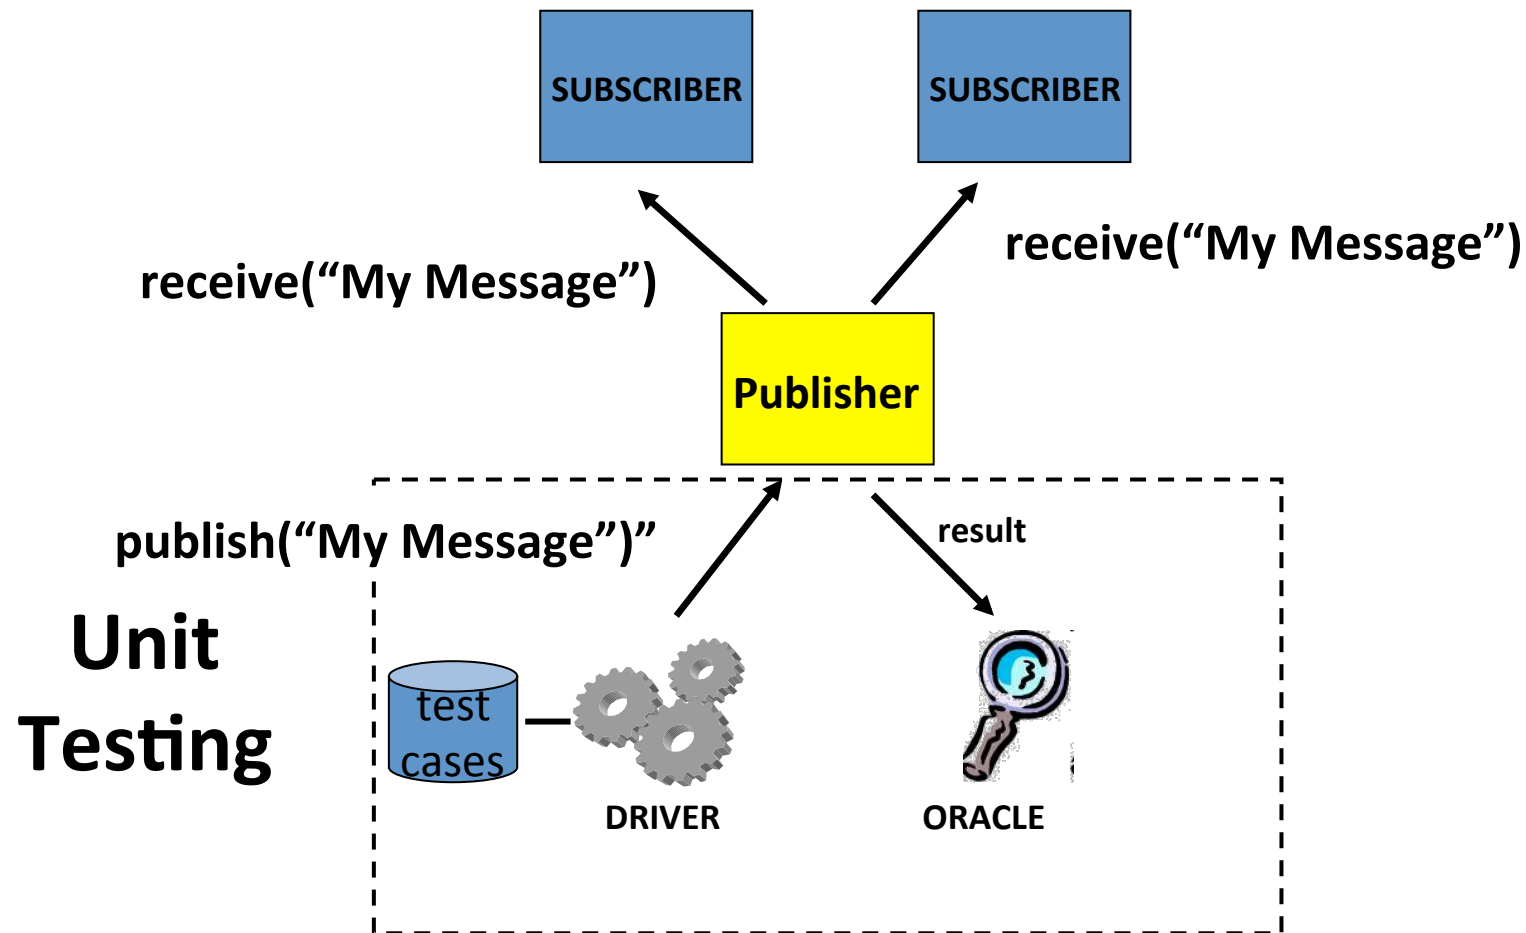 SUBSCRIBER
SUBSCRIBER
receive(“My Message”)
receive(“My Message”)
Publisher
publish(“My Message”)”
result
Unit
Testing
test
cases
DRIVER
ORACLE